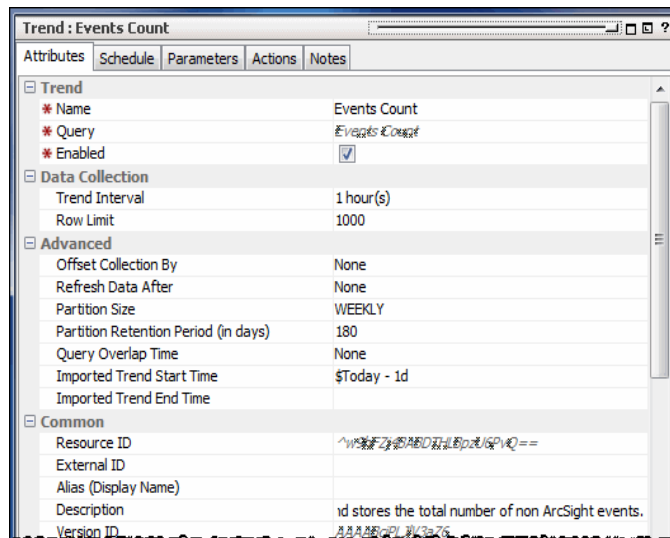 Trend : Events Count
?
Attributes Schedule Parameters Actions Notes
Trend
* Name Events Count
* Query Events Count
* Enabled
Data Collection
Trend Interval 1 hour(s)
Row Limit 1000
Advanced
Offset Collection By None
Refresh Data After None
Partition Size WEEKLY
Partition Retention Period (in days) 180
Query Overlap Time None
Imported Trend Start Time $Today - 1d
Imported Trend End Time
Common
Resource ID
External ID
Alias (Display Name)
Description nd stores the total number of non ArcSight events.
Version ID